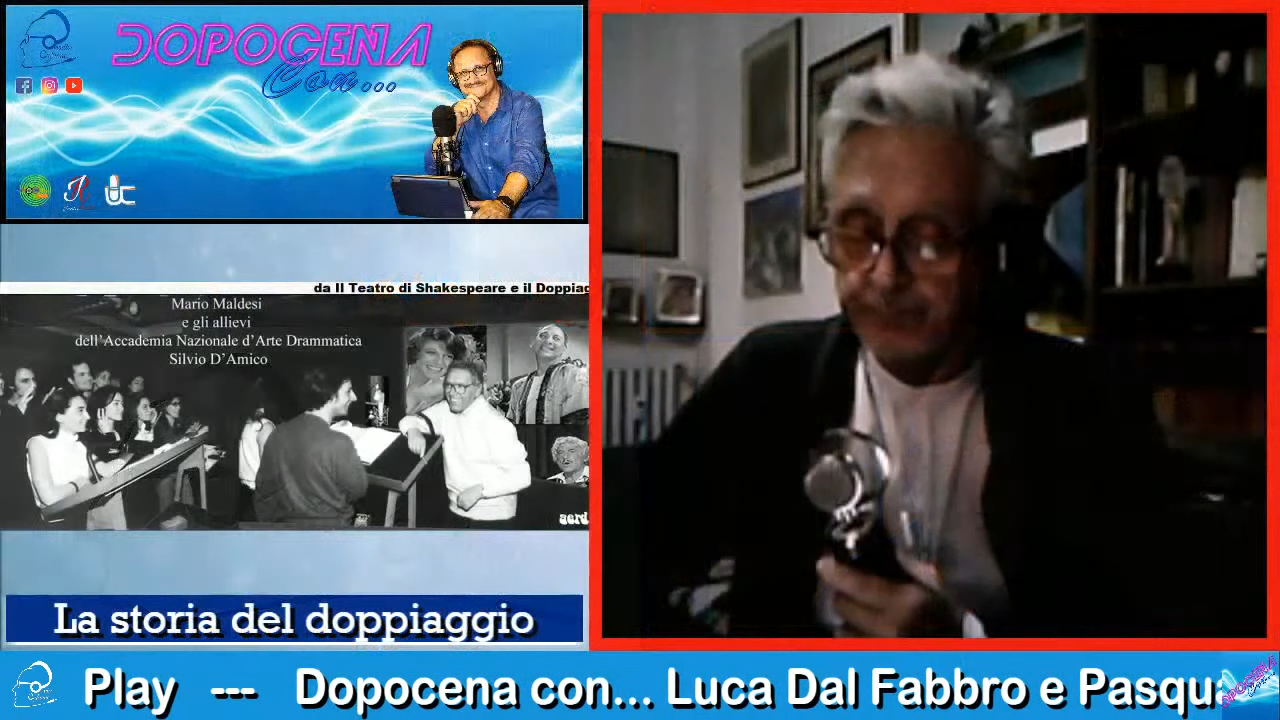 DOPOCENA
Con...
da Il Teatro di Shakespeare e il Doppiag
Mario Maldesi
e gli allievi
dell'Accademia Nazionale d'Arte Drammatica
Silvio D'Amico
La storia del doppiaggio
Play --- Dopocena con... Luca Dal Fabbro e Pasqu
DOPOCENA